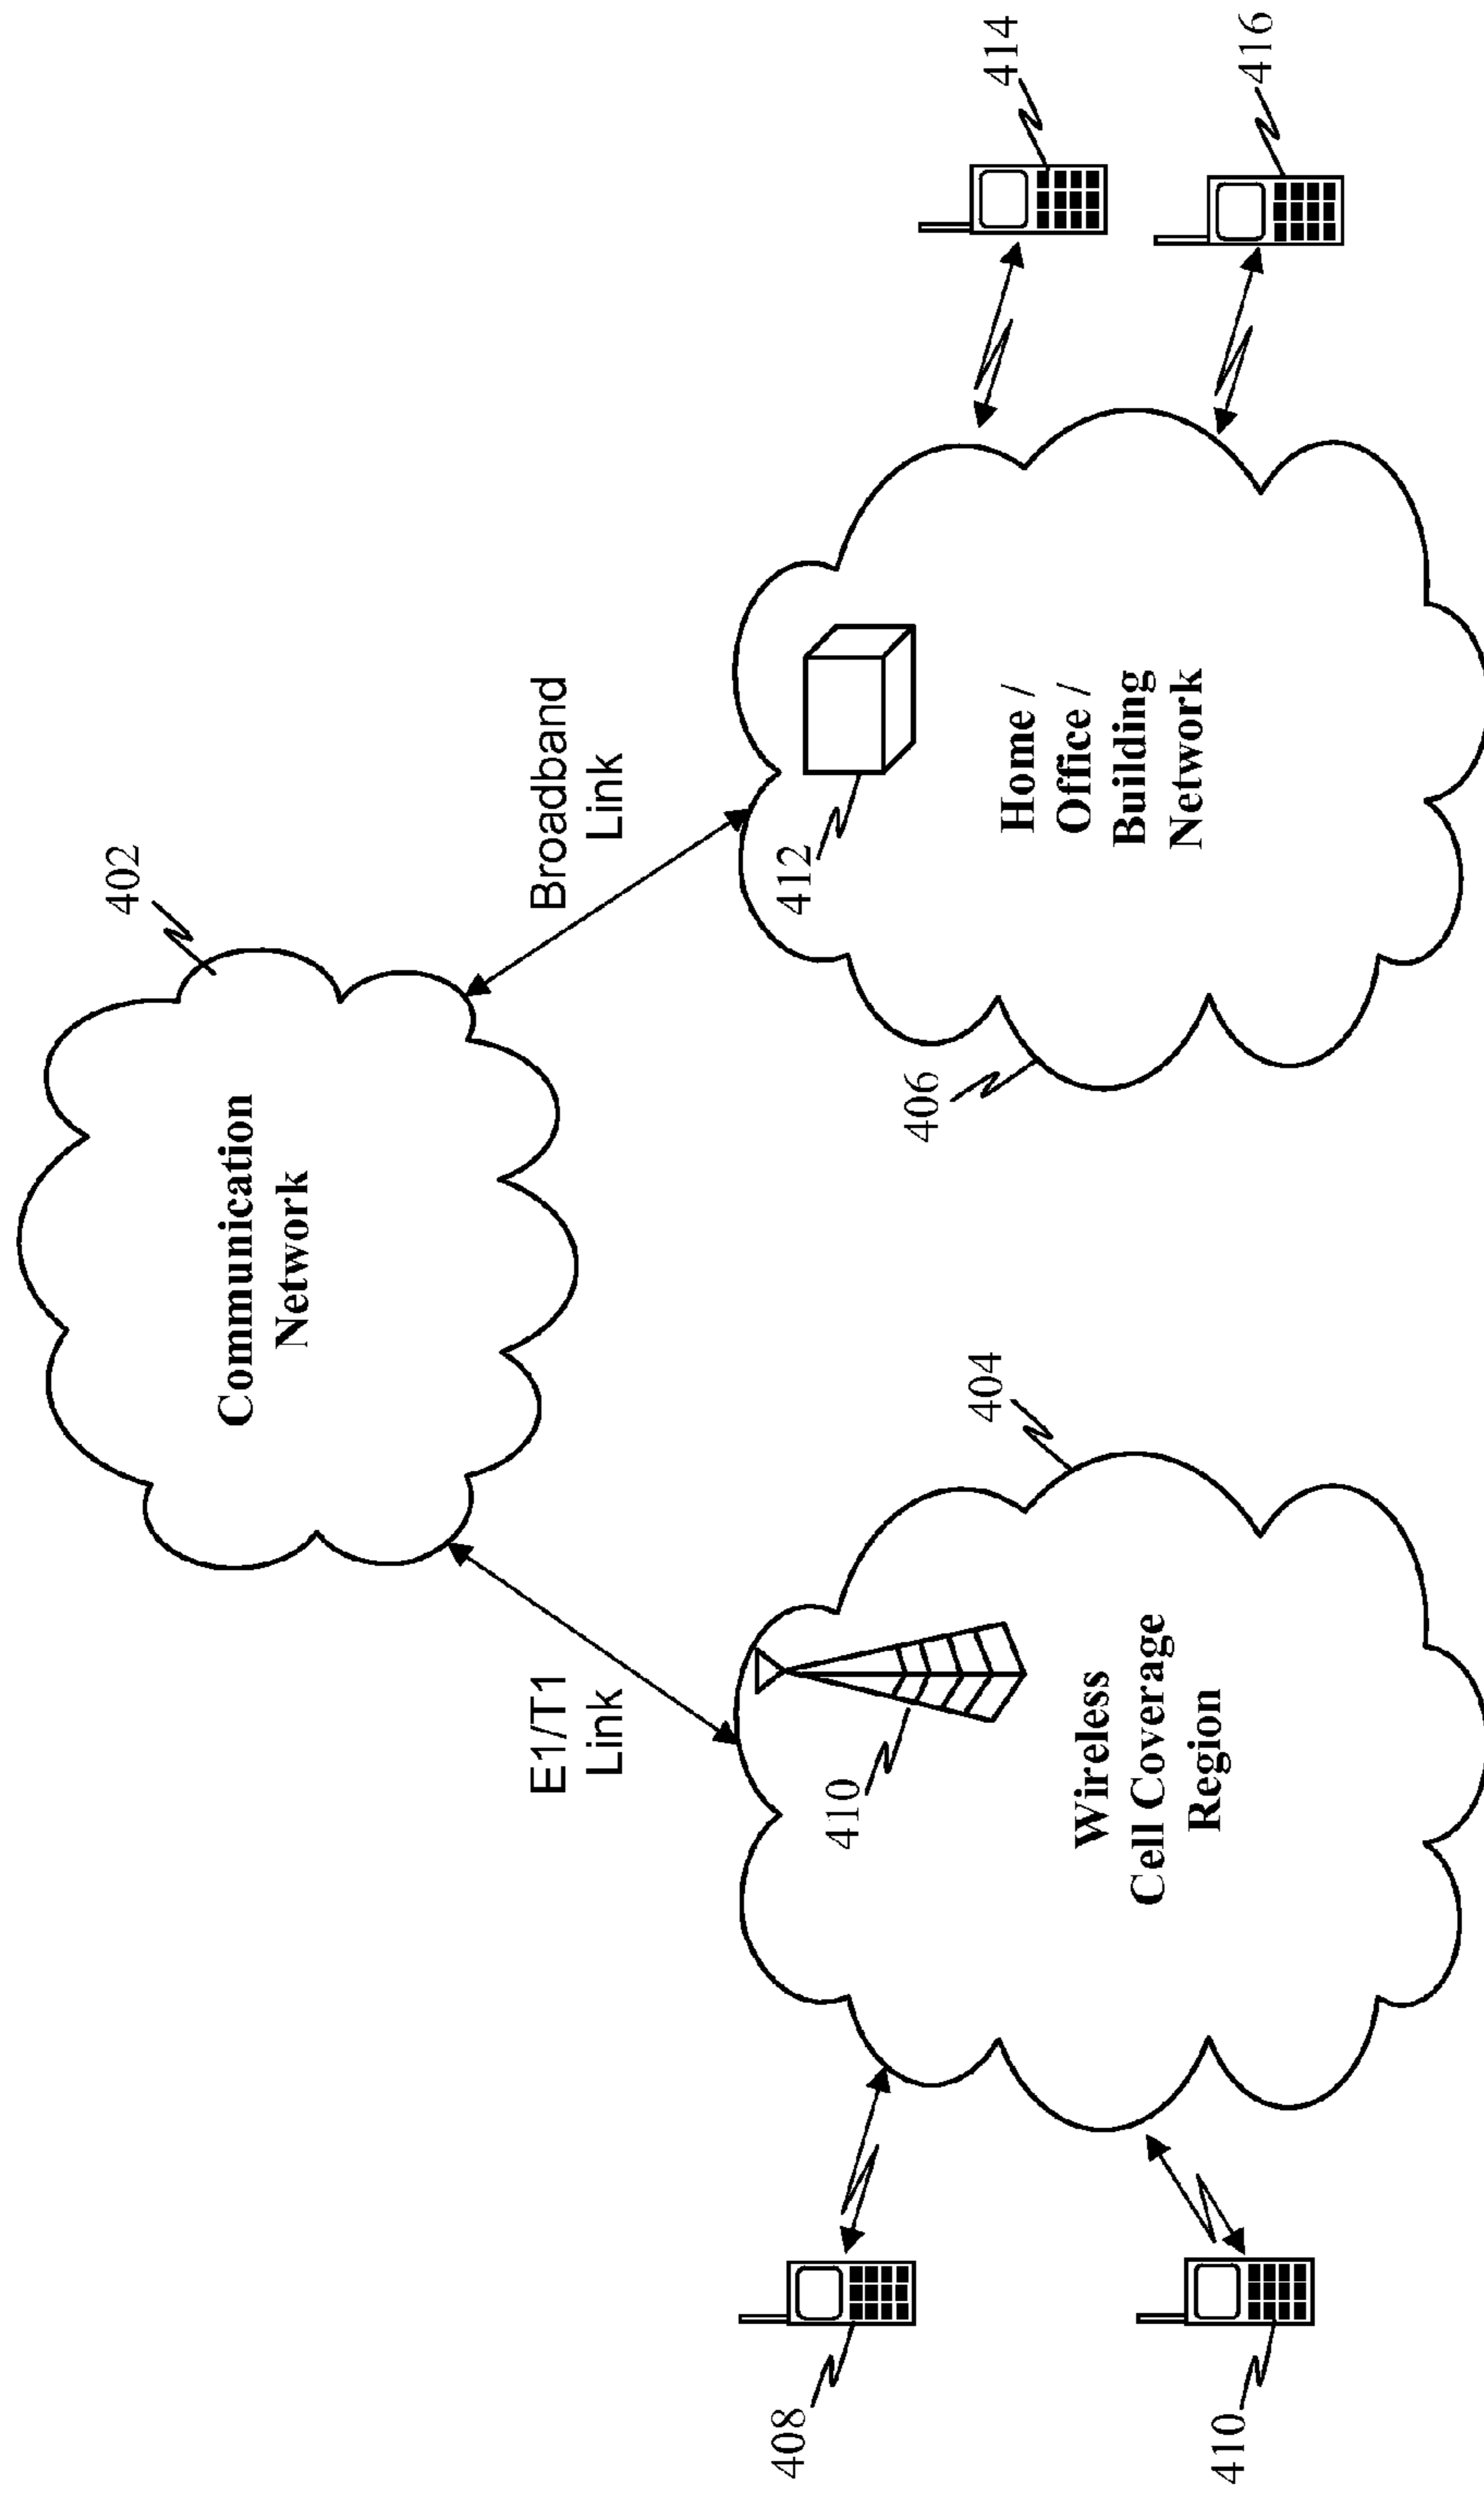 402
Communication
Network
E1/T1
Link
Broadband
Link
404
406
408
410
410
Wireless
Cell Coverage
Region
412
Home /
Office /
Building
Network
414
416